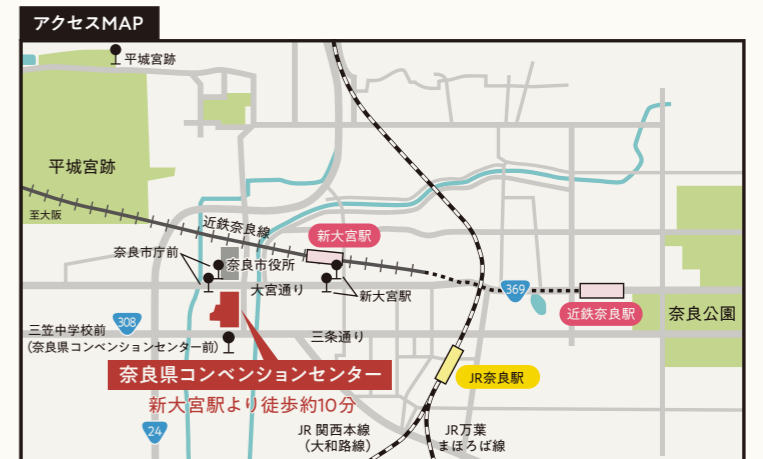 アクセスMAP
平城宮跡
平城宮跡
至大阪
近鉄奈良線
新大宮駅
奈良市庁前
奈良市役所
大宮通り
新大宮駅
369
近鉄奈良駅
奈良公園
308
三笠中学校前
(奈良県コンベンションセンター前)
三条通り
奈良県コンベンションセンター
新大宮駅より徒歩約10分
JR奈良駅
24
JR 関西本線
(大和路線)
JR万葉
まほろば線